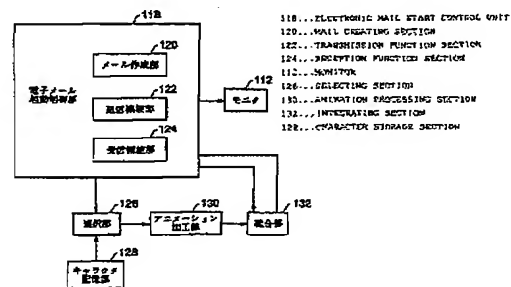 118
電子メール
起動制御部
120
メール作成部
122
送信機能部
124
受信機能部
112
モニタ
126
選択部
130
アニメーション
加工部
132
統合部
128
キャラクタ
記憶部
118...ELECTRONIC MAIL START CONTROL UNIT
120...MAIL CREATING SECTION
122...TRANSMISSION FUNCTION SECTION
124...RECEPTION FUNCTION SECTION
112...MONITOR
126...SELECTING SECTION
130...ANIMATION PROCESSING SECTION
132...INTEGRATING SECTION
128...CHARACTER STORAGE SECTION